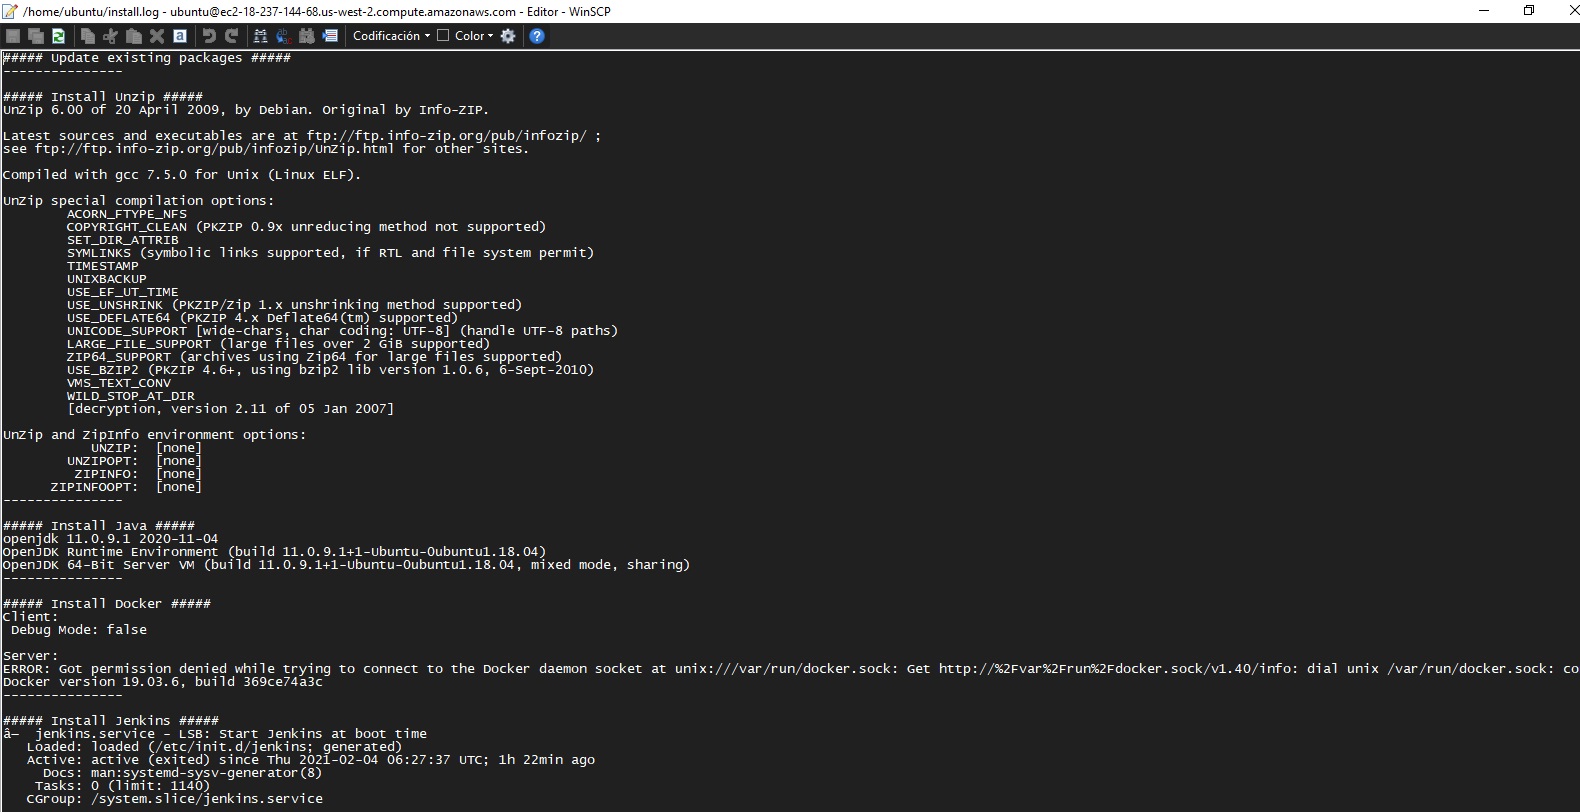 /home/ubuntu/install.log - ubuntu@ec2-18-237-144-68.us-west-2.compute.amazonaws.com - Editor - WinSCP
Codificación Color
##### Update existing packages #####
---------------
##### Install Unzip #####
UnZip 6.00 of 20 April 2009, by Debian. Original by Info-ZIP.
Latest sources and executables are at ftp://ftp.info-zip.org/pub/infozip/ ;
see ftp://ftp.info-zip.org/pub/infozip/UnZip.html for other sites.
Compiled with gcc 7.5.0 for Unix (Linux ELF).
UnZip special compilation options:
ACORN_FTYPE_NFS
COPYRIGHT_CLEAN (PKZIP 0.9x unreducing method not supported)
SET_DIR_ATTRIB
SYMLINKS (symbolic links supported, if RTL and file system permit)
TIMESTAMP
UNIXBACKUP
USE_EF_UT_TIME
USE_UNSHRINK (PKZIP/Zip 1.x unshrinking method supported)
USE_DEFLATE64 (PKZIP 4.x Deflate64(tm) supported)
UNICODE_SUPPORT [wide-chars, char coding: UTF-8] (handle UTF-8 paths)
LARGE_FILE_SUPPORT (large files over 2 GiB supported)
ZIP64_SUPPORT (archives using Zip64 for large files supported)
USE_BZIP2 (PKZIP 4.6+, using bzip2 lib version 1.0.6, 6-Sept-2010)
VMS_TEXT_CONV
WILD_STOP_AT_DIR
[decryption, version 2.11 of 05 Jan 2007]
UnZip and ZipInfo environment options:
UNZIP: [none]
UNZIPOPT: [none]
ZIPINFO: [none]
ZIPINFOOPT: [none]
---------------
##### Install Java #####
openjdk 11.0.9.1 2020-11-04
OpenJDK Runtime Environment (build 11.0.9.1+1-Ubuntu-0ubuntu1.18.04)
OpenJDK 64-Bit Server VM (build 11.0.9.1+1-Ubuntu-0ubuntu1.18.04, mixed mode, sharing)
---------------
##### Install Docker #####
Client:
Debug Mode: false
Server:
ERROR: Got permission denied while trying to connect to the Docker daemon socket at unix:///var/run/docker.sock: Get http://%2Fvar%2Frun%2Fdocker.sock/v1.40/info: dial unix /var/run/docker.sock: co
Docker version 19.03.6, build 369ce74a3c
---------------
##### Install Jenkins #####
â— jenkins.service - LSB: Start Jenkins at boot time
Loaded: loaded (/etc/init.d/jenkins; generated)
Active: active (exited) since Thu 2021-02-04 06:27:37 UTC; 1h 22min ago
Docs: man:systemd-sysv-generator(8)
Tasks: 0 (limit: 1140)
CGroup: /system.slice/jenkins.service